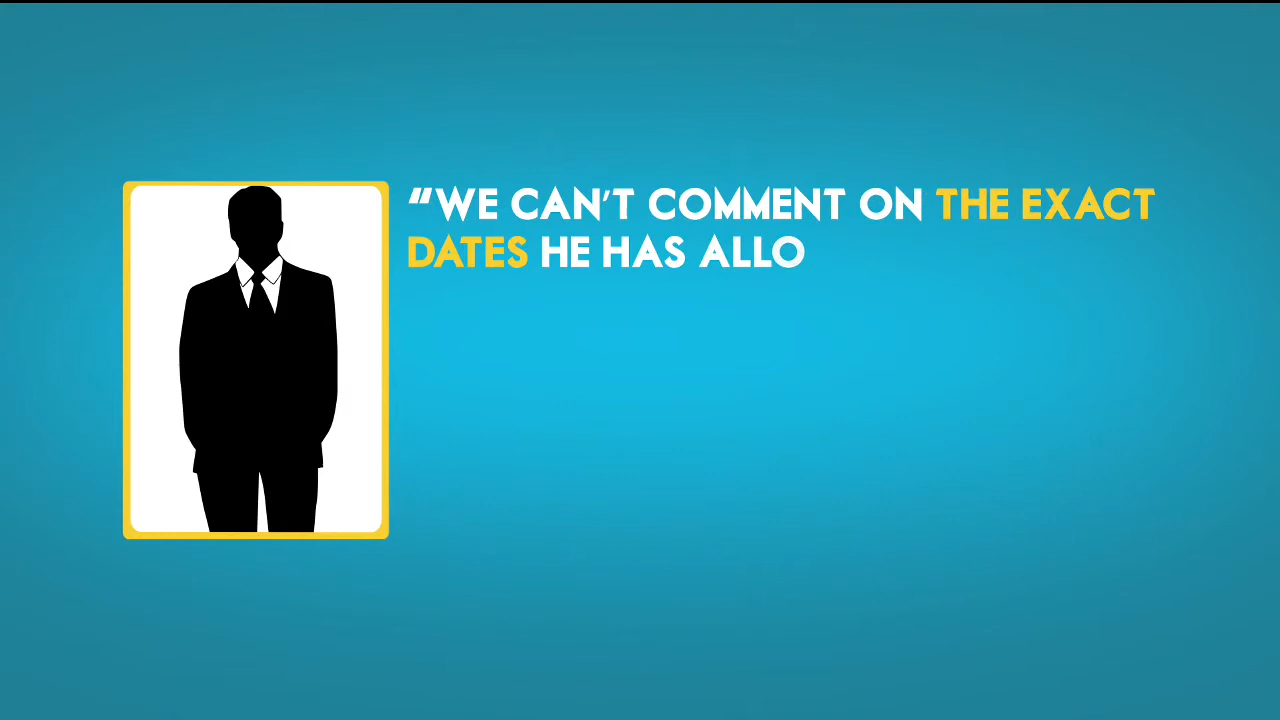 “WE CAN’T COMMENT ON THE EXACT
DATES HE HAS ALLO